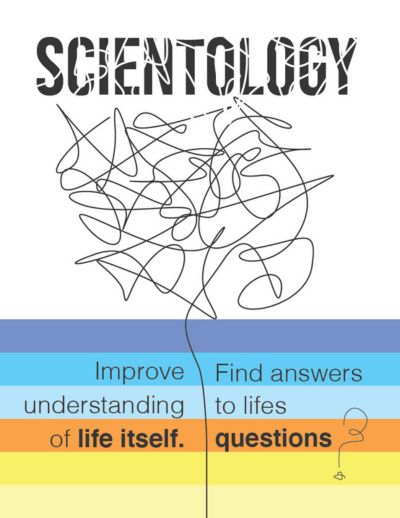 SCIENTOLOGY
Improve
understanding
of life itself.
Find answers
to lifes
questions ?